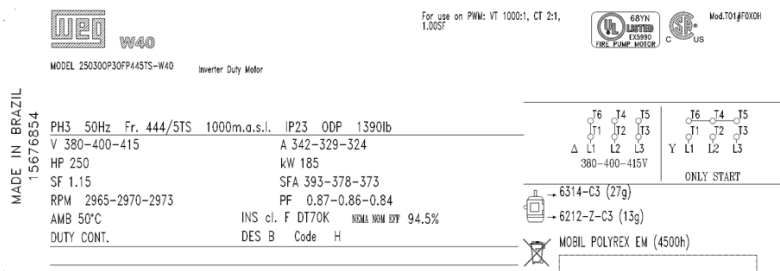 weg W40
For use on PWM: VT 1000:1, CT 2:1,
1.00SF
UL 68YN
LISTED
EX5990
FIRE PUMP MOTOR
C US
Mod.TO1#F0X0H
MODEL 25030OP3OFP445TS-W40 Inverter Duty Motor
MADE IN BRAZIL
15676854
PH3 50Hz Fr. 444/5TS 1000m.a.s.l. IP23 ODP 1390lb
V 380-400-415 A 342-329-324
HP 250 kW 185
SF 1.15 SFA 393-378-373
RPM 2965-2970-2973 PF 0.87-0.86-0.84
AMB 50°C INS cl. F DT70K NEMA NOM EFF 94.5%
DUTY CONT. DES B Code H
T6 T4 T5 T6 T4 T5
T1 T2 T3 T1 T2 T3
Δ L1 L2 L3 Y L1 L2 L3
380-400-415V ONLY START
6314-C3 (27g)
6212-Z-C3 (13g)
MOBIL POLYREX EM (4500h)